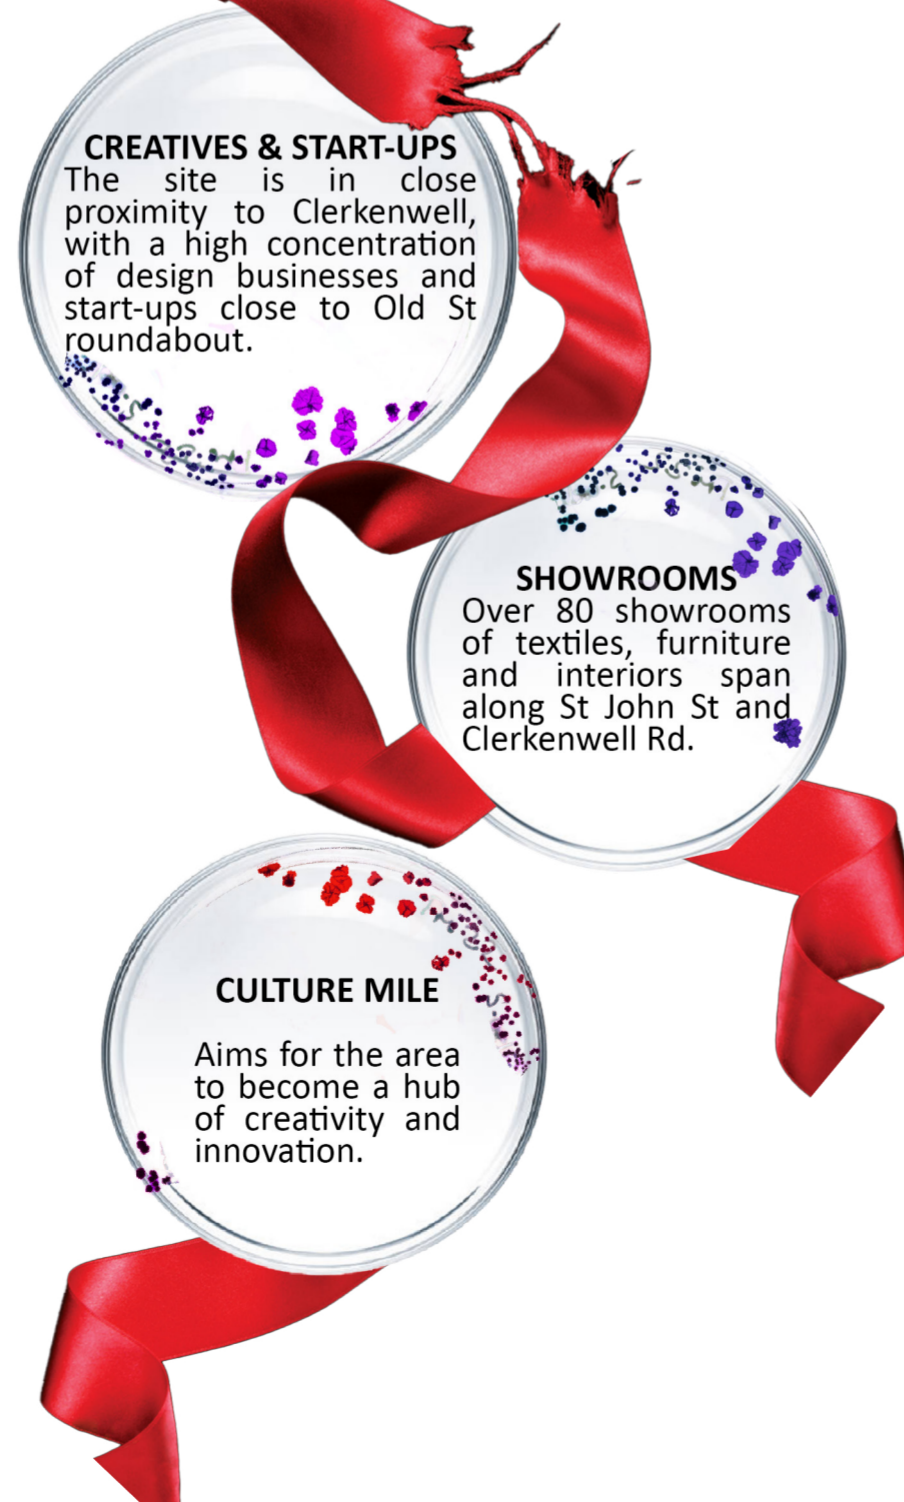 CREATIVES & START-UPS
The site is in close
proximity to Clerkenwell,
with a high concentration
of design businesses and
start-ups close to Old St
roundabout.
SHOWROOMS
Over 80 showrooms
of textiles, furniture
and interiors span
along St John St and
Clerkenwell Rd.
CULTURE MILE
Aims for the area
to become a hub
of creativity and
innovation.